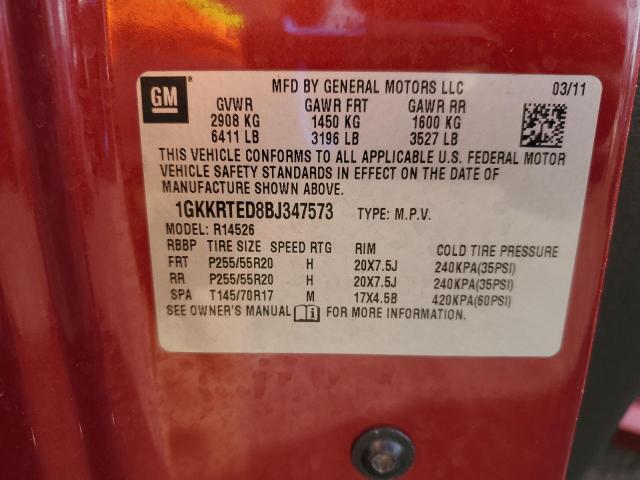 GM ® MFD BY GENERAL MOTORS LLC 03/11
GVWR GAWR FRT GAWR RR
2908 KG 1450 KG 1600 KG
6411 LB 3196 LB 3527 LB
THIS VEHICLE CONFORMS TO ALL APPLICABLE U.S. FEDERAL MOTOR
VEHICLE SAFETY STANDARDS IN EFFECT ON THE DATE OF
MANUFACTURE SHOWN ABOVE.
1GKKRTED8BJ347573 TYPE: M.P.V.
MODEL: R14526
RBBP TIRE SIZE SPEED RTG RIM COLD TIRE PRESSURE
FRT P255/55R20 H 20X7.5J 240KPA(35PSI)
RR P255/55R20 H 20X7.5J 240KPA(35PSI)
SPA T145/70R17 M 17X4.5B 420KPA(60PSI)
SEE OWNER'S MANUAL i FOR MORE INFORMATION.